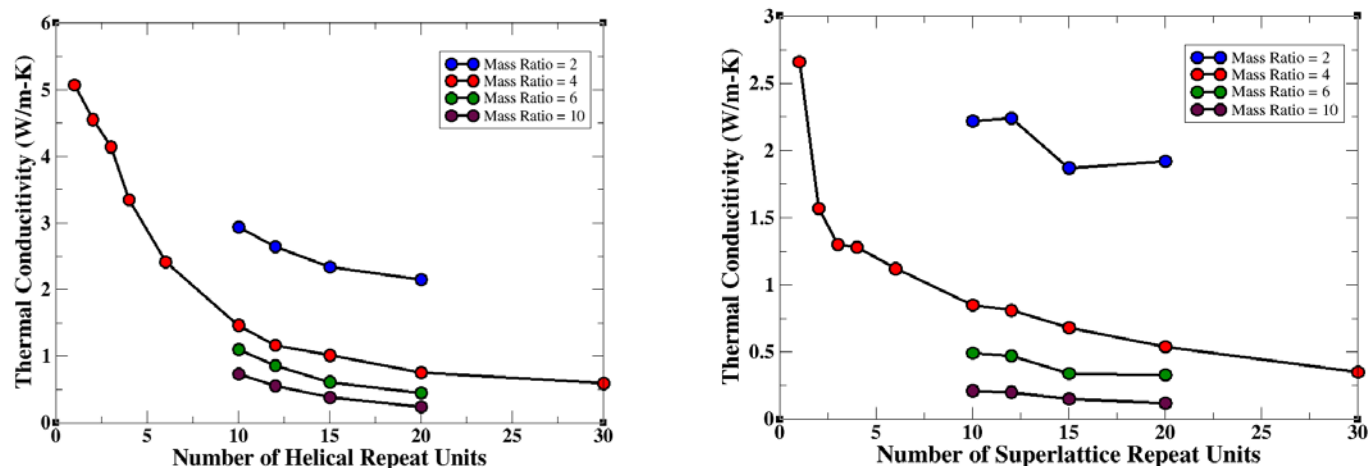 6
5
4
3
2
1
0
Thermal Conducitivity (W/m-K)
Mass Ratio = 2
Mass Ratio = 4
Mass Ratio = 6
Mass Ratio = 10
0 5 10 15 20 25 30
Number of Helical Repeat Units
3
2.5
2
1.5
1
0.5
0
Thermal Conducitivity (W/m-K)
Mass Ratio = 2
Mass Ratio = 4
Mass Ratio = 6
Mass Ratio = 10
0 5 10 15 20 25 30
Number of Superlattice Repeat Units